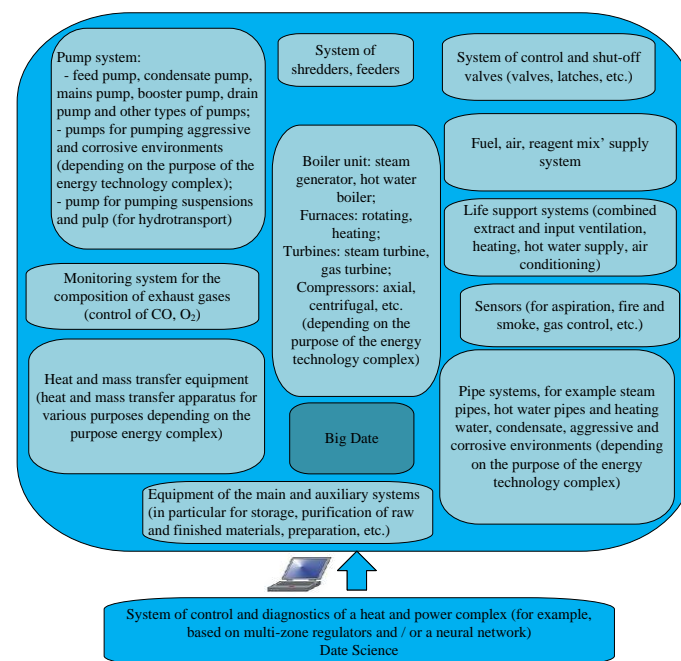 Pump system:
- feed pump, condensate pump,
mains pump, booster pump, drain
pump and other types of pumps;
- pumps for pumping aggressive
and corrosive environments
(depending on the purpose of the
energy technology complex);
- pump for pumping suspensions
and pulp (for hydrotransport)
System of
shredders, feeders
System of control and shut-off
valves (valves, latches, etc.)
Boiler unit: steam
generator, hot water
boiler;
Furnaces: rotating,
heating;
Turbines: steam turbine,
gas turbine;
Compressors: axial,
centrifugal, etc.
(depending on the
purpose of the energy
technology complex)
Fuel, air, reagent mix’ supply
system
Life support systems (combined
extract and input ventilation,
heating, hot water supply, air
conditioning)
Monitoring system for the
composition of exhaust gases
(control of CO, O₂)
Sensors (for aspiration, fire and
smoke, gas control, etc.)
Heat and mass transfer equipment
(heat and mass transfer apparatus for
various purposes depending on the
purpose energy complex)
Big Date
Pipe systems, for example steam
pipes, hot water pipes and heating
water, condensate, aggressive and
corrosive environments (depending
on the purpose of the energy
technology complex)
Equipment of the main and auxiliary systems
(in particular for storage, purification of raw
and finished materials, preparation, etc.)
System of control and diagnostics of a heat and power complex (for example,
based on multi-zone regulators and / or a neural network)
Date Science